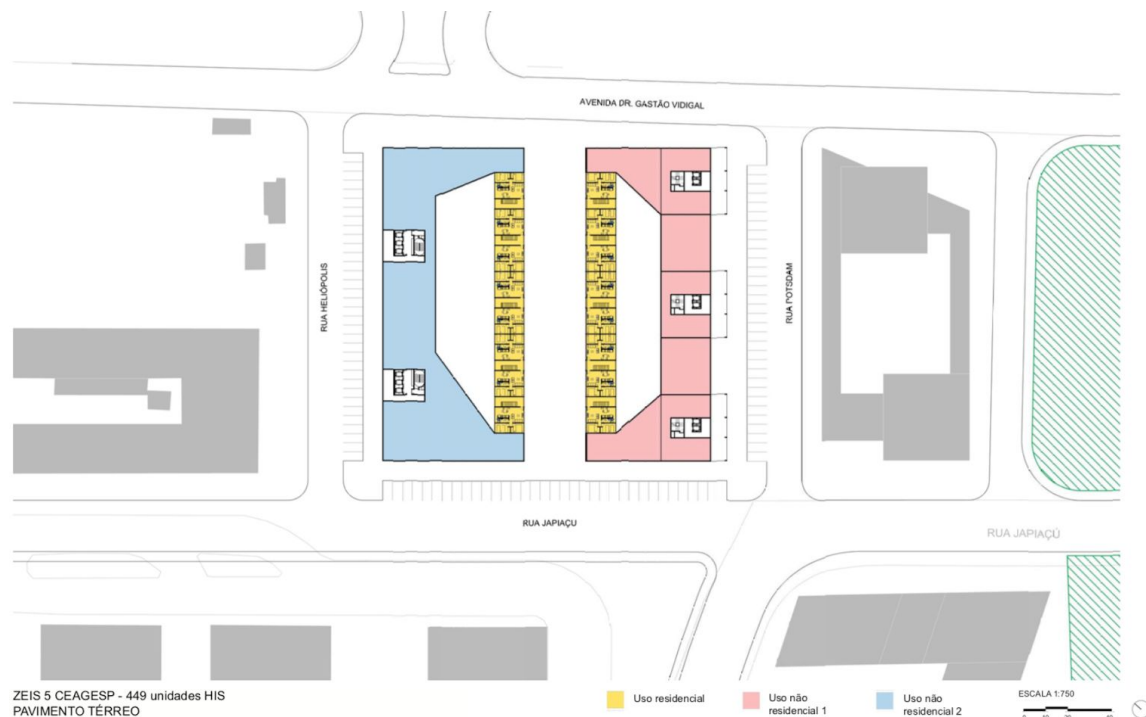 AVENIDA DR. GASTÃO VIDIGAL
RUA HELIÓPOLIS
RUA POTSDAM
RUA JAPIAÇU
RUA JAPIAÇÚ
ZEIS 5 CEAGESP - 449 unidades HIS
PAVIMENTO TÉRREO
Uso residencial
Uso não
residencial 1
Uso não
residencial 2
ESCALA 1:750